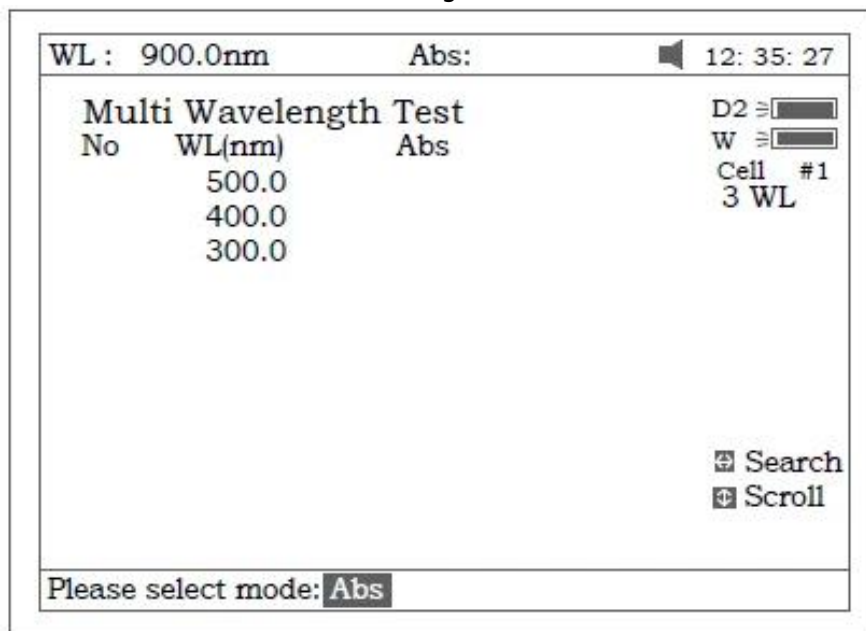 WL : 900.0nm Abs: 12: 35: 27
Multi Wavelength Test
No WL(nm) Abs
500.0
400.0
300.0
D2
W
Cell #1
3 WL
Search
Scroll
Please select mode: Abs